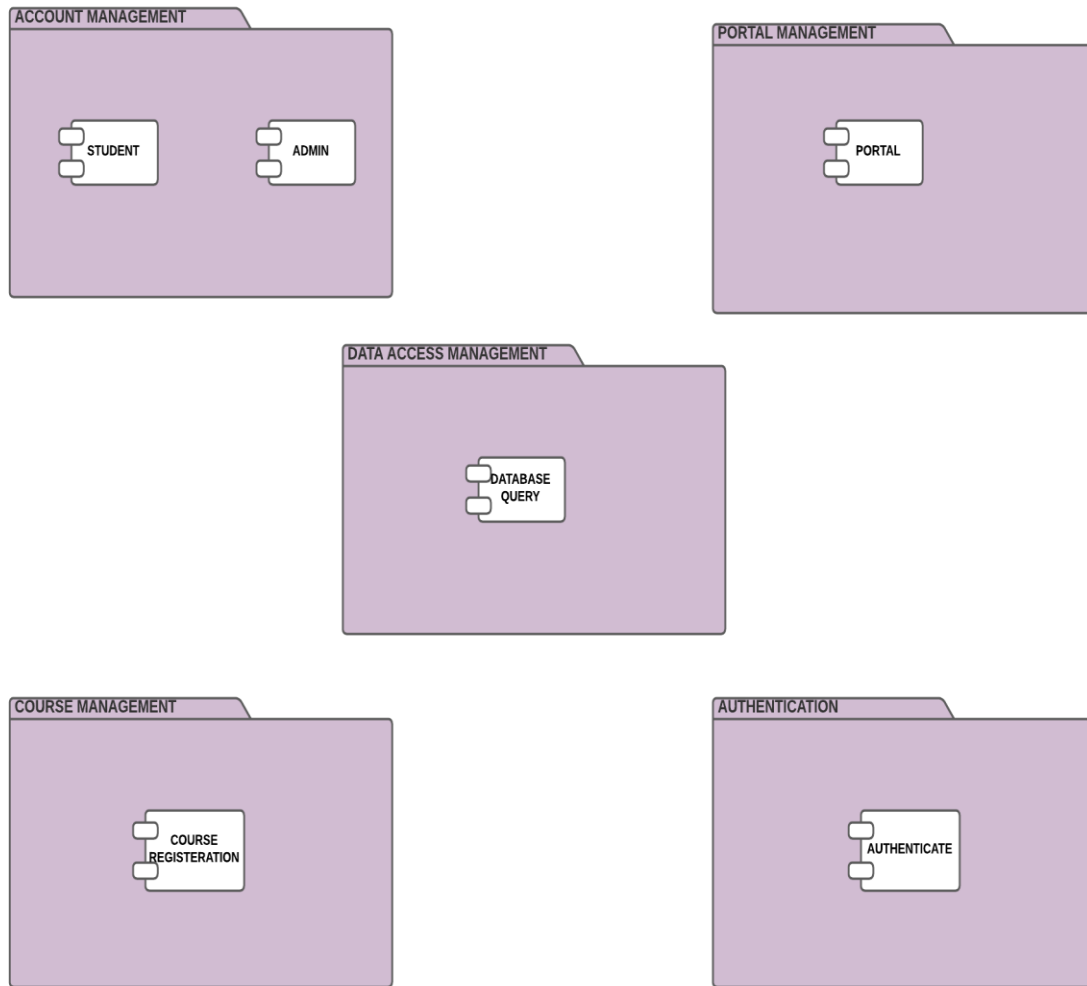 ACCOUNT MANAGEMENT
STUDENT
ADMIN
PORTAL MANAGEMENT
PORTAL
DATA ACCESS MANAGEMENT
DATABASE
QUERY
COURSE MANAGEMENT
COURSE
REGISTERATION
AUTHENTICATION
AUTHENTICATE